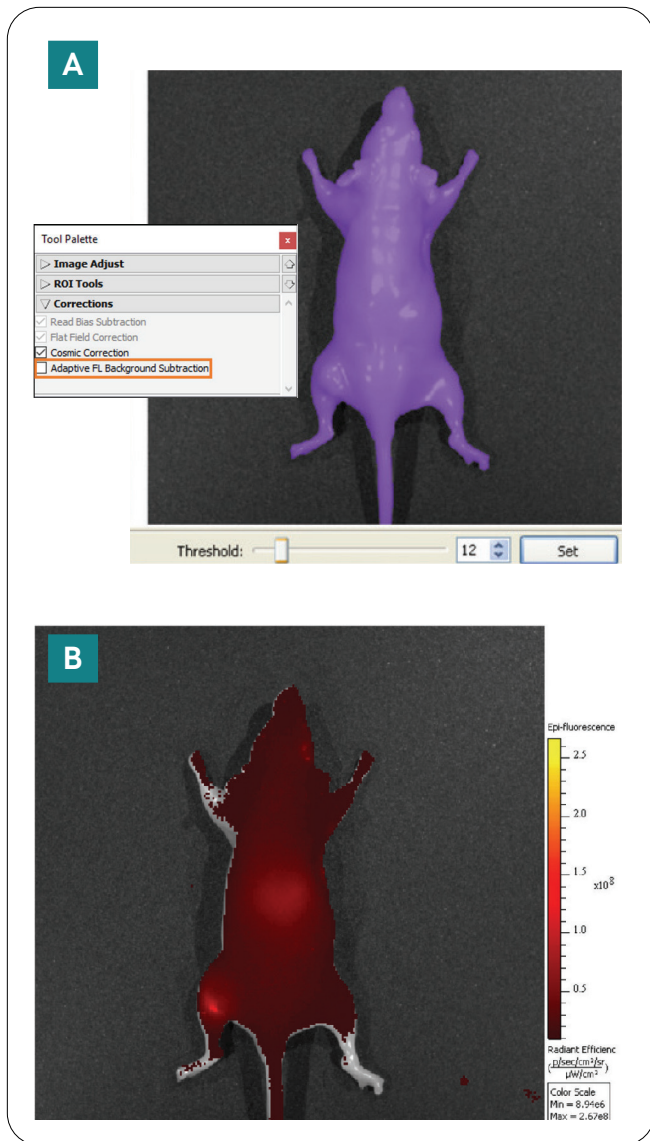 A
Tool Palette
x
Image Adjust
ROI Tools
Corrections
Read Bias Subtraction
Flat Field Correction
Cosmic Correction
Adaptive FL Background Subtraction
Threshold:
12
Set
B
Epi-fluorescence
2.5
2.0
1.5
x10⁸
1.0
0.5
Radiant Efficienc
(p/sec/cm²/sr
µW/cm²)
Color Scale
Min = 8.94e6
Max = 2.67e8